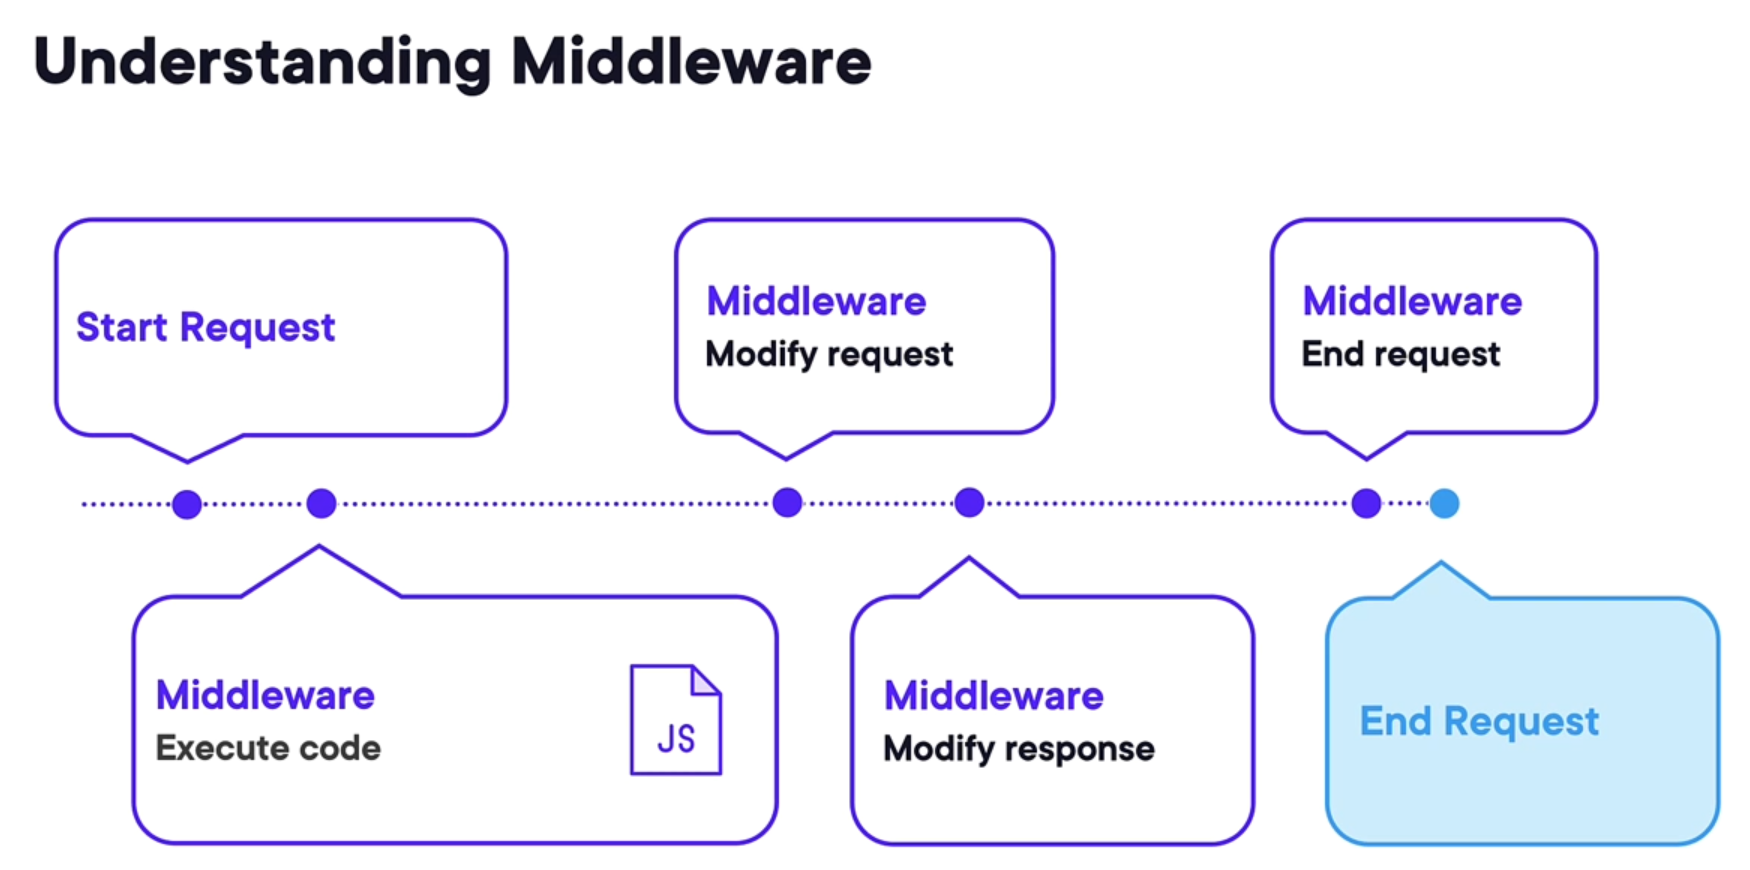 Understanding Middleware
Start Request
Middleware
Execute code
JS
Middleware
Modify request
Middleware
Modify response
Middleware
End request
End Request